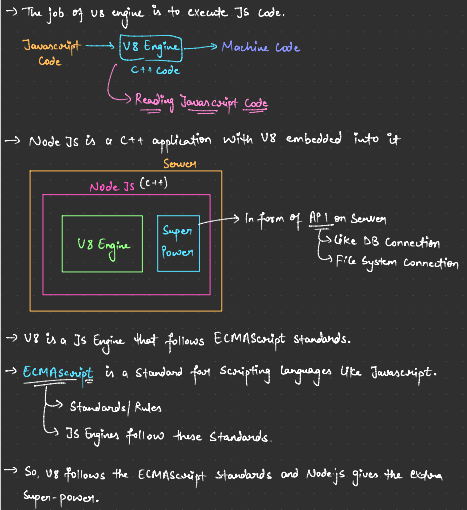 → The job of V8 engine is to execute JS code.
Javascript Code → V8 Engine → Machine Code
C++ Code
→ Reading Javascript Code
→ Node JS is a C++ application with V8 embedded into it
Server
Node JS (C++)
V8 Engine
Super Power
→ In form of API on Server
→ Like DB Connection
→ File System Connection
→ V8 is a JS Engine that follows ECMAScript standards.
→ ECMAScript is a Standard for Scripting Languages like Javascript.
→ Standards/Rules
→ JS Engines follow these Standards.
→ So, V8 follows the ECMAScript Standards and Nodejs gives the extra
Super-power.